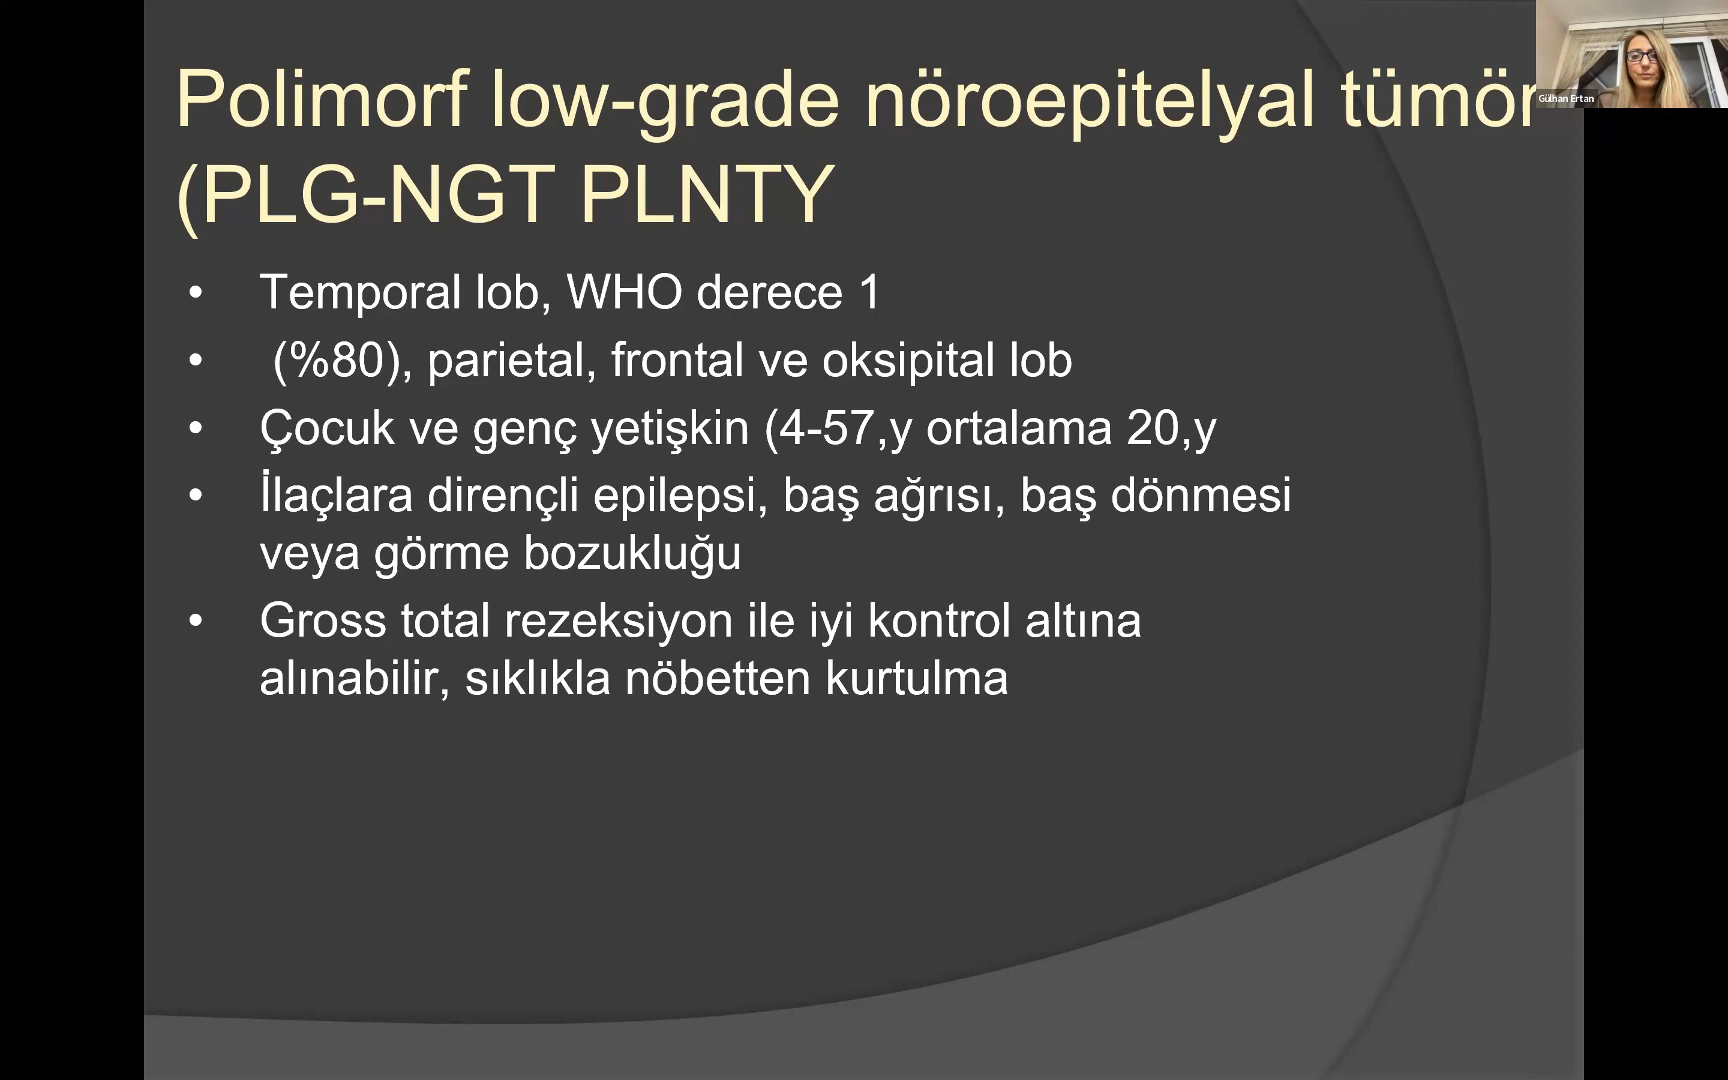 Polimorf low-grade nöroepitelyal tümör
(PLG-NGT PLNTY
• Temporal lob, WHO derece 1
• (%80), parietal, frontal ve oksipital lob
• Çocuk ve genç yetişkin (4-57,y ortalama 20,y
• İlaçlara dirençli epilepsi, baş ağrısı, baş dönmesi
veya görme bozukluğu
• Gross total rezeksiyon ile iyi kontrol altına
alınabilir, sıklıkla nöbetten kurtulma
Gülhan Ertan